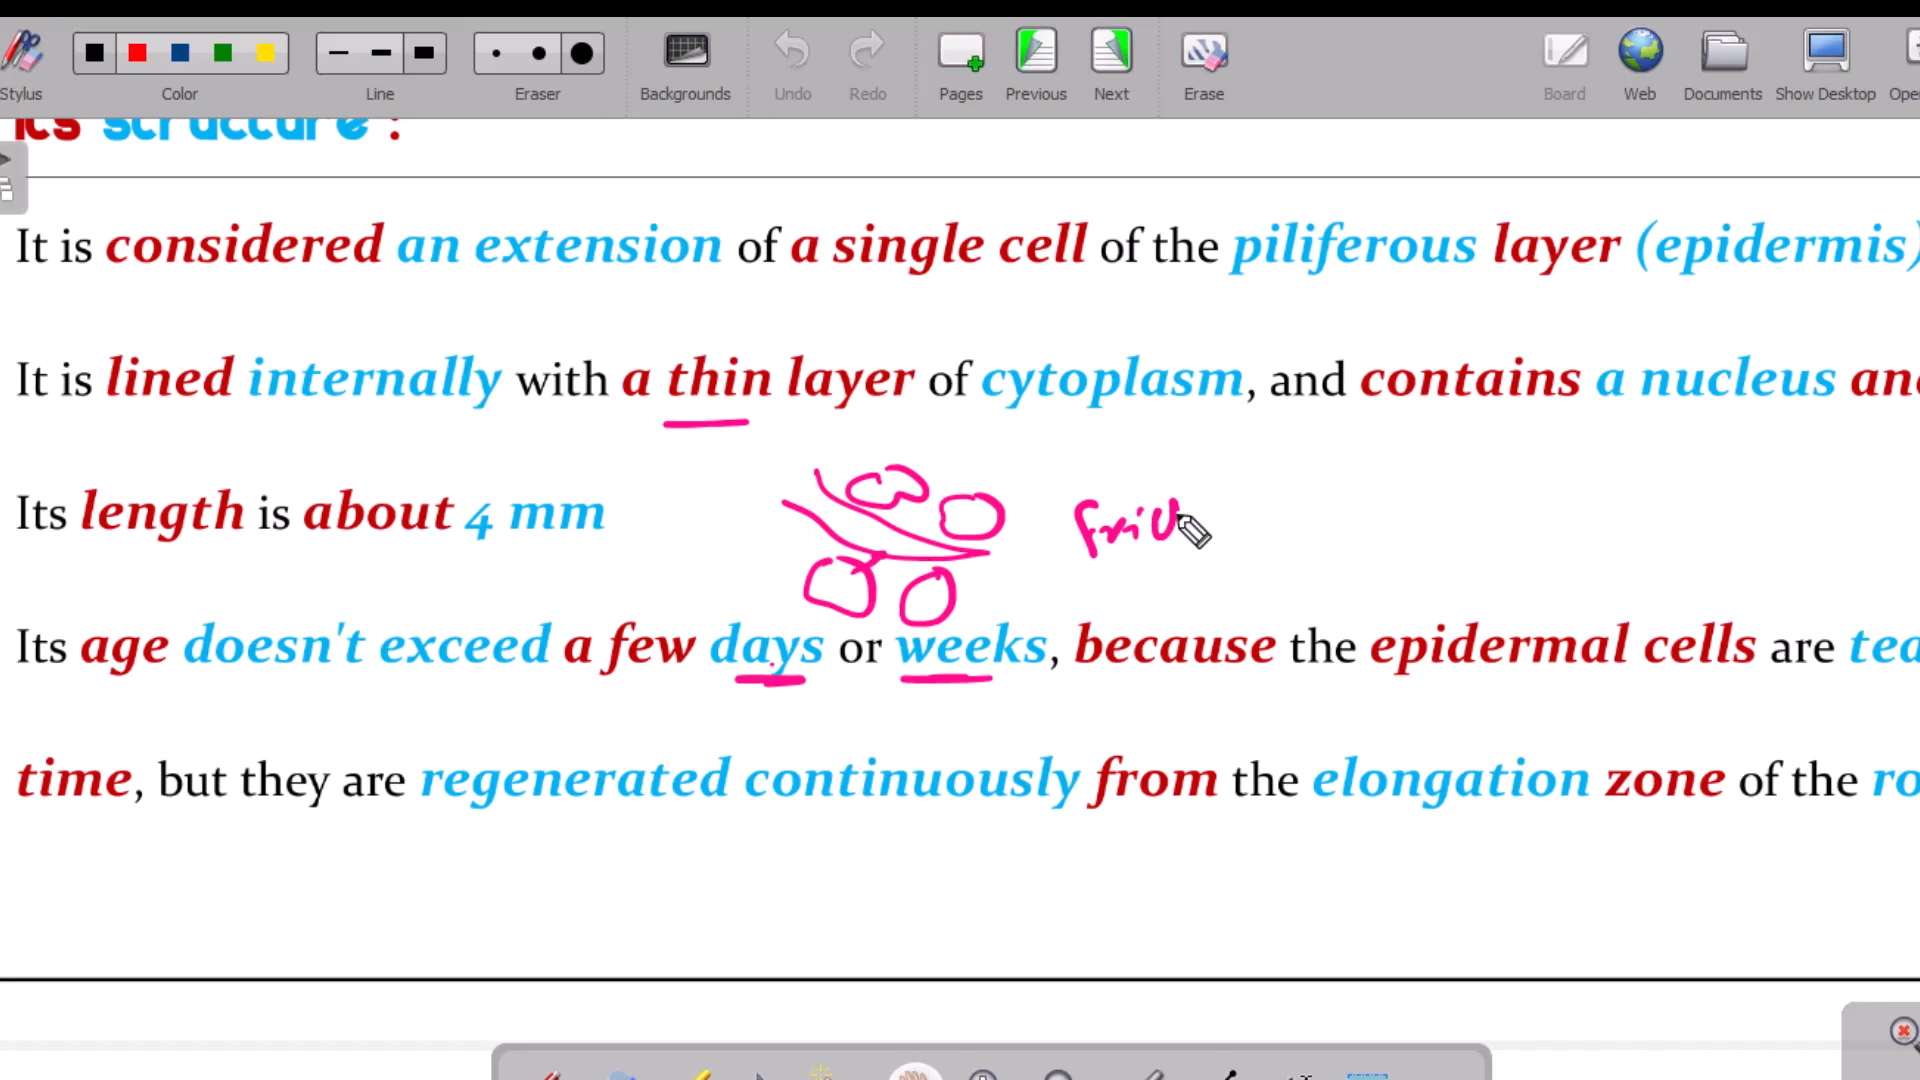 Stylus Color Line Eraser Backgrounds Undo Redo Pages Previous Next Erase Board Web Documents Show Desktop
Its structure :
It is considered an extension of a single cell of the piliferous layer (epidermis)
It is lined internally with a thin layer of cytoplasm, and contains a nucleus
Its length is about 4 mm
Its age doesn't exceed a few days or weeks, because the epidermal cells are
time, but they are regenerated continuously from the elongation zone of the